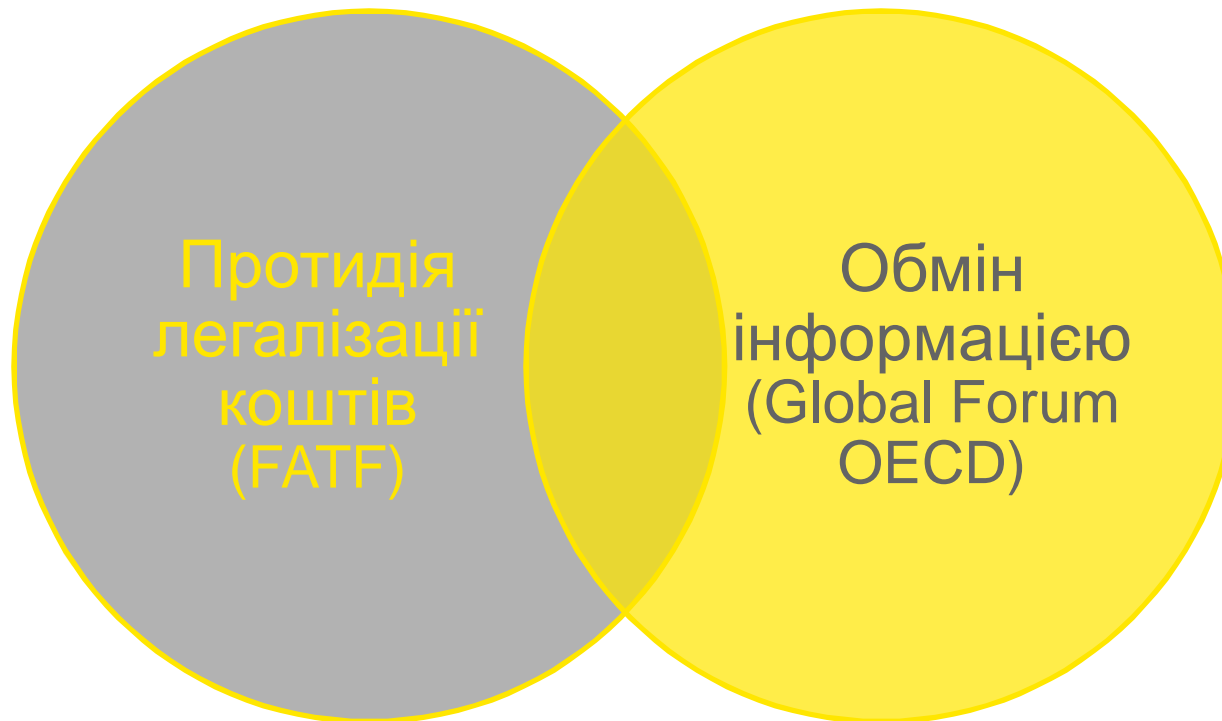 Протидія
легалізації
коштів
(FATF)
Обмін
інформацією
(Global Forum
OECD)